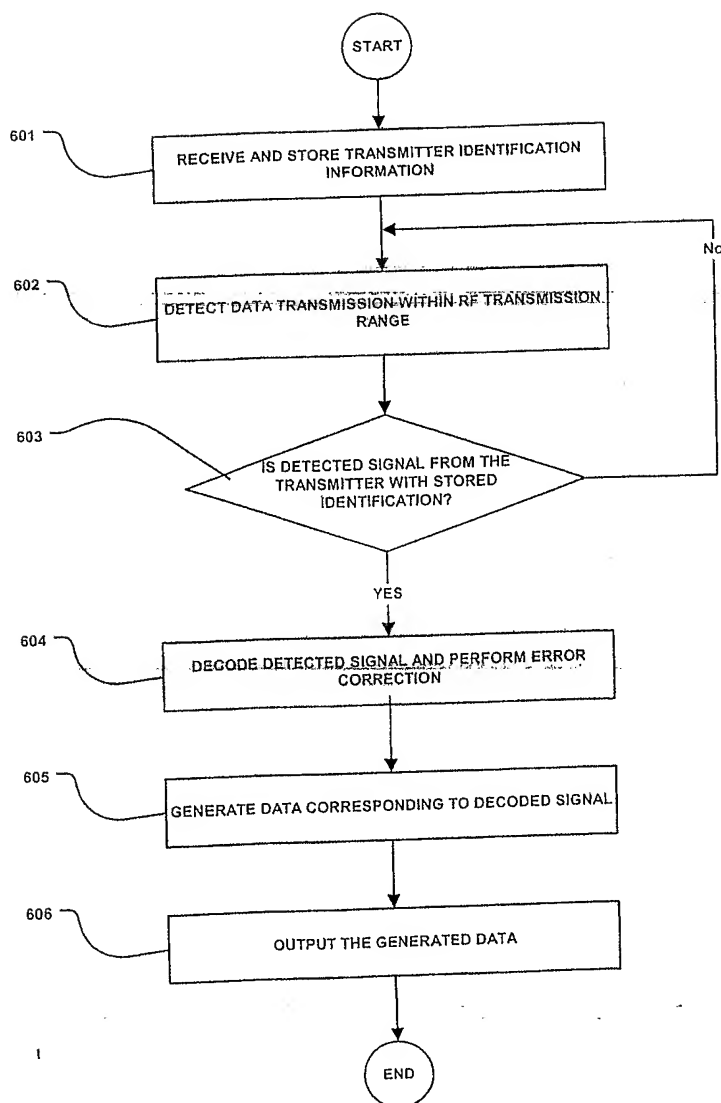 START
601
RECEIVE AND STORE TRANSMITTER IDENTIFICATION
INFORMATION
No
602
DETECT DATA TRANSMISSION WITHIN RF TRANSMISSION
RANGE
603
IS DETECTED SIGNAL FROM THE
TRANSMITTER WITH STORED
IDENTIFICATION?
YES
604
DECODE DETECTED SIGNAL AND PERFORM ERROR
CORRECTION
605
GENERATE DATA CORRESPONDING TO DECODED SIGNAL
606
OUTPUT THE GENERATED DATA
END